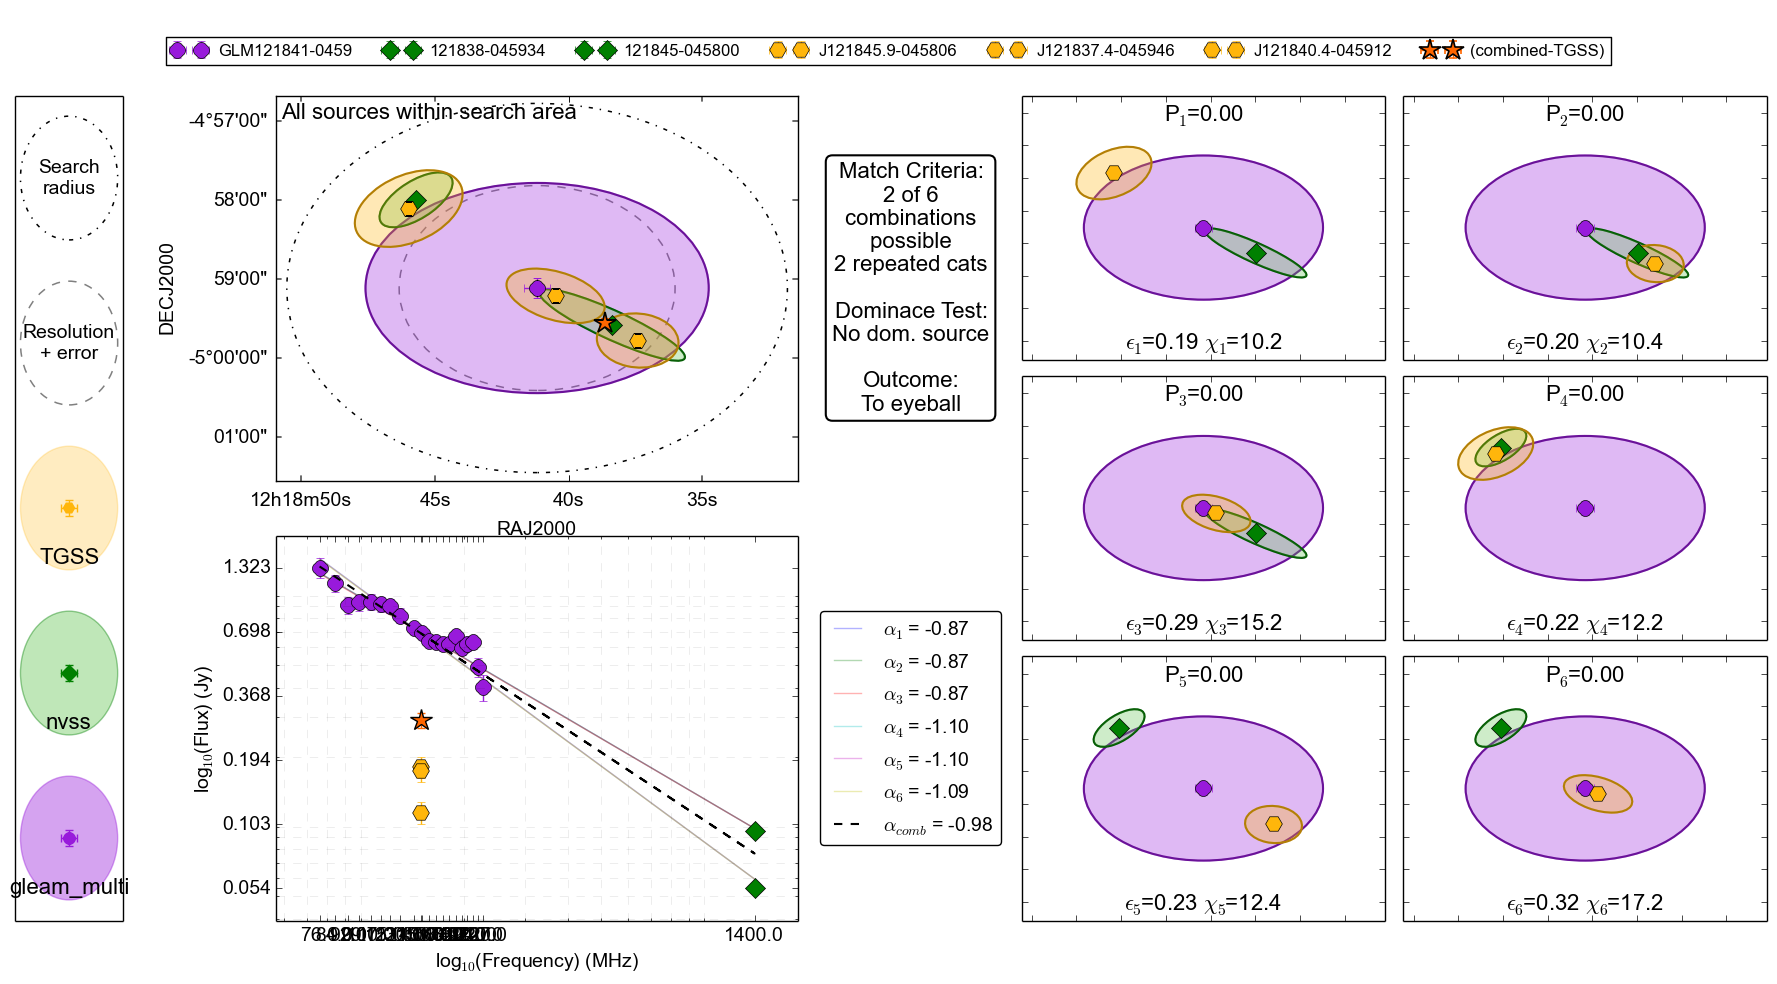 GLM121841-0459 121838-045934 121845-045800 J121845.9-045806 J121837.4-045946 J121840.4-045912 (combined-TGSS)
Search
radius
Resolution
+ error
TGSS
nvss
gleam_multi
All sources within search area
-4°57'00"
58'00"
59'00"
-5°00'00"
01'00"
DECJ2000
12h18m50s 45s 40s 35s
RAJ2000
1.323
0.698
0.368
0.194
0.103
0.054
log10(Flux) (Jy)
1400.0
log10(Frequency) (MHz)
Match Criteria:
2 of 6
combinations
possible
2 repeated cats
Dominace Test:
No dom. source
Outcome:
To eyeball
α1 = -0.87
α2 = -0.87
α3 = -0.87
α4 = -1.10
α5 = -1.10
α6 = -1.09
αcomb = -0.98
P1=0.00
ϵ1=0.19 χ1=10.2
P2=0.00
ϵ2=0.20 χ2=10.4
P3=0.00
ϵ3=0.29 χ3=15.2
P4=0.00
ϵ4=0.22 χ4=12.2
P5=0.00
ϵ5=0.23 χ5=12.4
P6=0.00
ϵ6=0.32 χ6=17.2